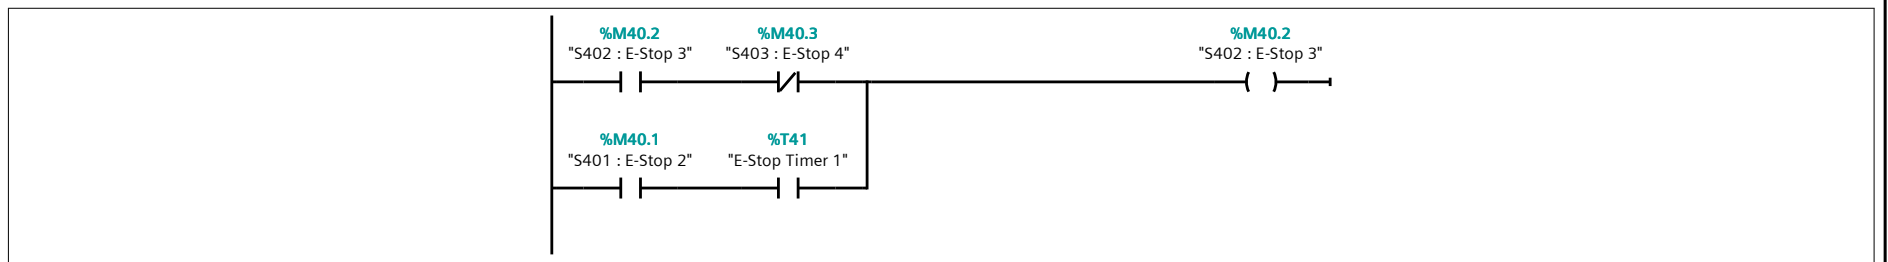 %M40.2 %M40.3 %M40.2
"S402 : E-Stop 3" "S403 : E-Stop 4" "S402 : E-Stop 3"
%M40.1 %T41
"S401 : E-Stop 2" "E-Stop Timer 1"